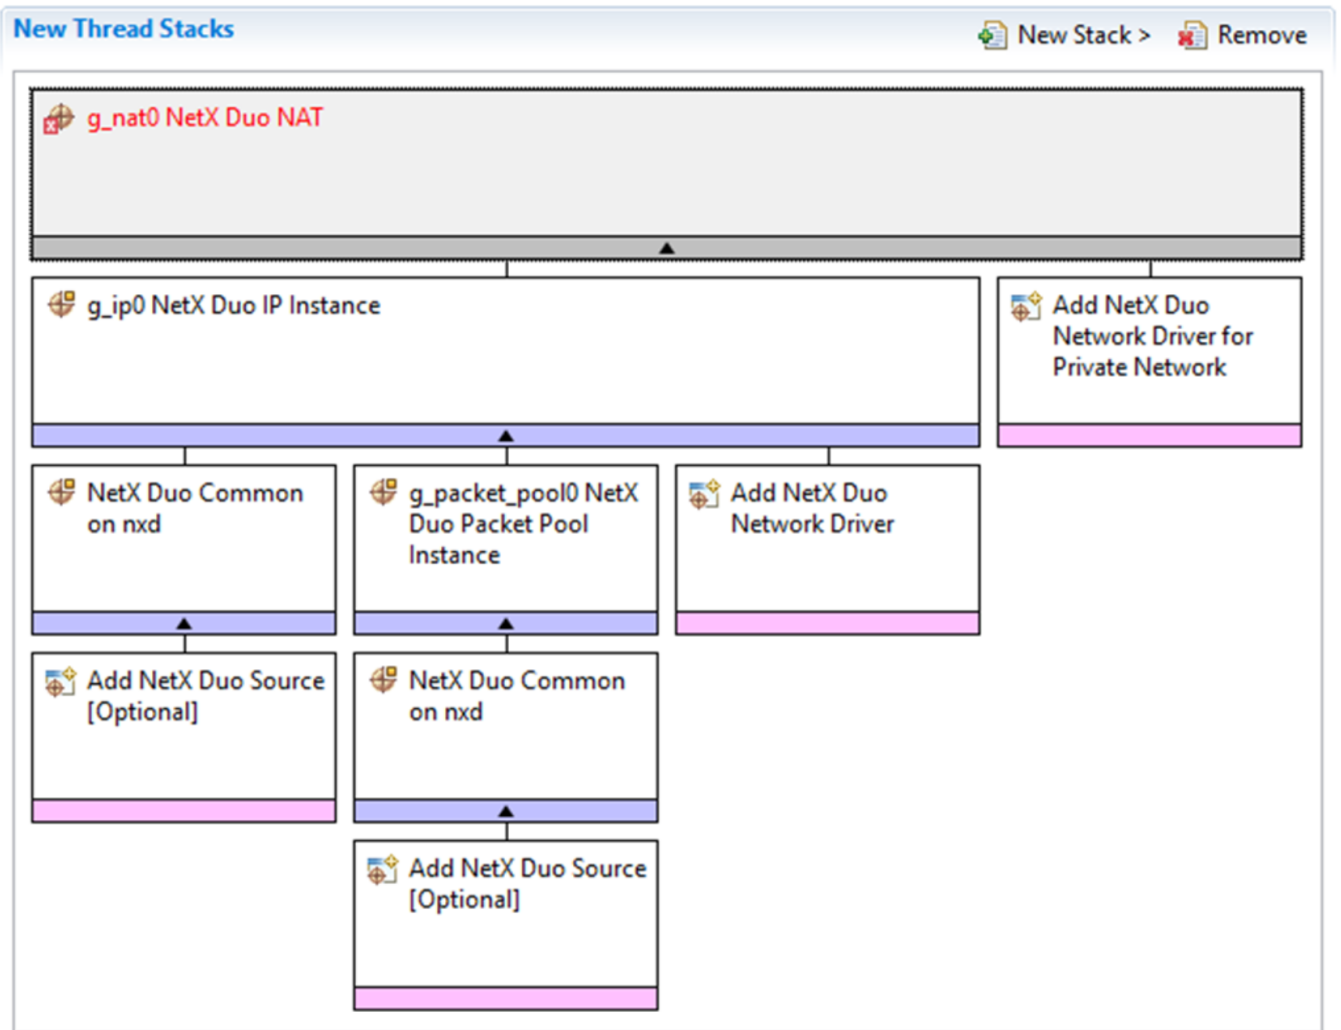 New Thread Stacks
New Stack >
Remove
g_nat0 NetX Duo NAT
g_ip0 NetX Duo IP Instance
Add NetX Duo
Network Driver for
Private Network
NetX Duo Common
on nxd
g_packet_pool0 NetX
Duo Packet Pool
Instance
Add NetX Duo
Network Driver
Add NetX Duo Source
[Optional]
NetX Duo Common
on nxd
Add NetX Duo Source
[Optional]